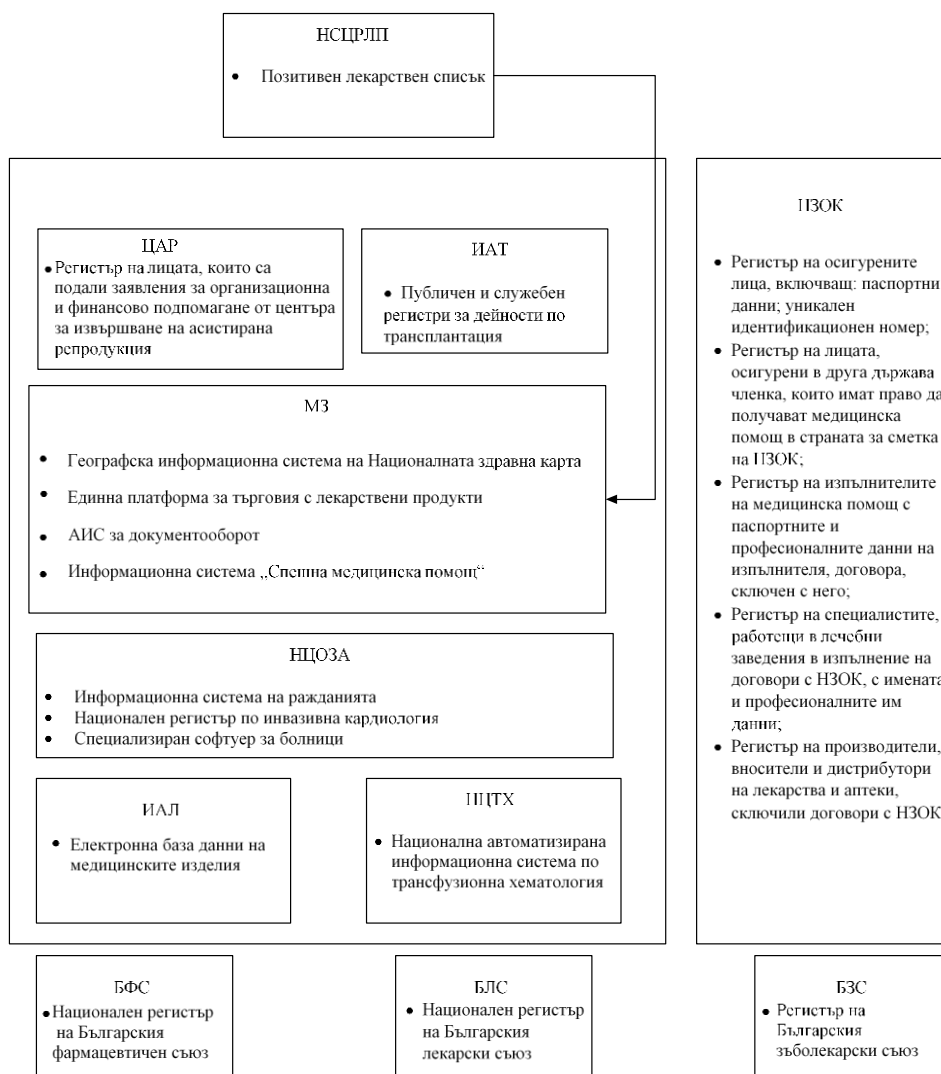 НСЦРЛП
• Позитивен лекарствен списък
ЦАР
• Регистър на лицата, които са
подали заявления за организационна
и финансово подпомагане от центъра
за извършване на асистирана
репродукция
ИАТ
• Публичен и служебен
регистри за дейности по
трансплантация
МЗ
• Географска информационна система на Националната здравна карта
• Единна платформа за търговия с лекарствени продукти
• АИС за документооборот
• Информационна система „Спешна медицинска помощ“
НЦОЗА
• Информационна система на ражданията
• Национален регистър по инвазивна кардиология
• Специализиран софтуер за болници
ИАЛ
• Електронна база данни на
медицинските изделия
НЦТХ
• Национална автоматизирана
информационна система по
трансфузионна хематология
НЗОК
• Регистър на осигурените
лица, включващ: паспортни
данни; уникален
идентификационен номер;
• Регистър на лицата,
осигурени в друга държава
членка, които имат право да
получават медицинска
помощ в страната за сметка
на НЗОК;
• Регистър на изпълнителите
на медицинска помощ с
паспортните и
професионалните данни на
изпълнителя, договора,
сключен с него;
• Регистър на специалистите,
работещи в лечебни
заведения в изпълнение на
договори с НЗОК, с имената
и професионалните им
данни;
• Регистър на производители,
вносители и дистрибутори
на лекарства и аптеки,
сключили договори с НЗОК
БФС
• Национален регистър
на Българския
фармацевтичен съюз
БЛС
• Национален регистър
на Българския
лекарски съюз
БЗС
• Регистър на
Българския
зъболекарски съюз